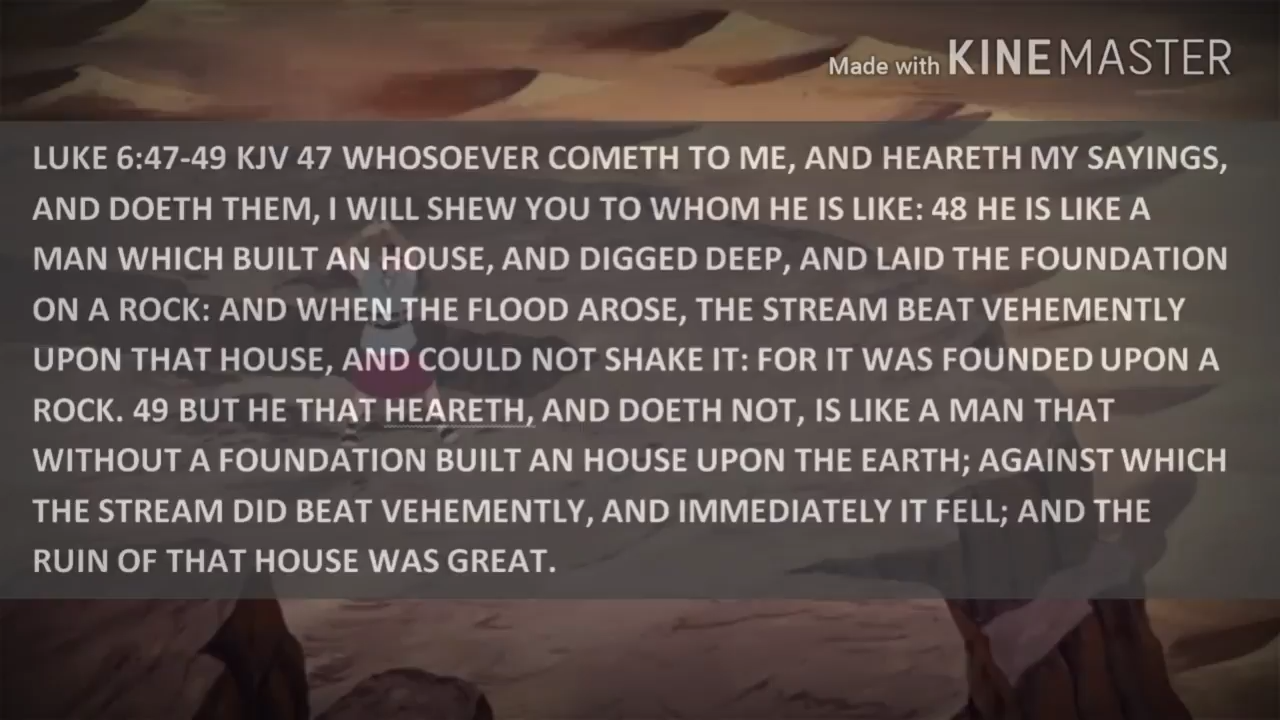 Made with KINEMASTER
LUKE 6:47-49 KJV 47 WHOSOEVER COMETH TO ME, AND HEARETH MY SAYINGS,
AND DOETH THEM, I WILL SHEW YOU TO WHOM HE IS LIKE: 48 HE IS LIKE A
MAN WHICH BUILT AN HOUSE, AND DIGGED DEEP, AND LAID THE FOUNDATION
ON A ROCK: AND WHEN THE FLOOD AROSE, THE STREAM BEAT VEHEMENTLY
UPON THAT HOUSE, AND COULD NOT SHAKE IT: FOR IT WAS FOUNDED UPON A
ROCK. 49 BUT HE THAT HEARETH, AND DOETH NOT, IS LIKE A MAN THAT
WITHOUT A FOUNDATION BUILT AN HOUSE UPON THE EARTH; AGAINST WHICH
THE STREAM DID BEAT VEHEMENTLY, AND IMMEDIATELY IT FELL; AND THE
RUIN OF THAT HOUSE WAS GREAT.